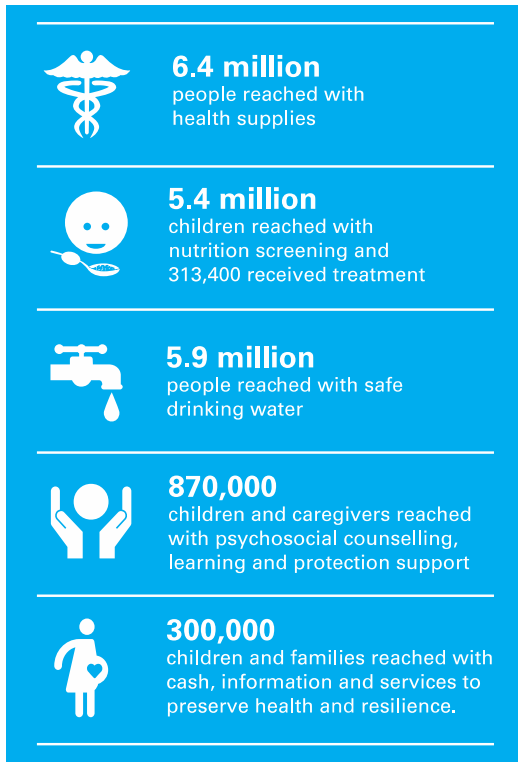 6.4 million
people reached with
health supplies
5.4 million
children reached with
nutrition screening and
313,400 received treatment
5.9 million
people reached with safe
drinking water
870,000
children and caregivers reached
with psychosocial counselling,
learning and protection support
300,000
children and families reached with
cash, information and services to
preserve health and resilience.